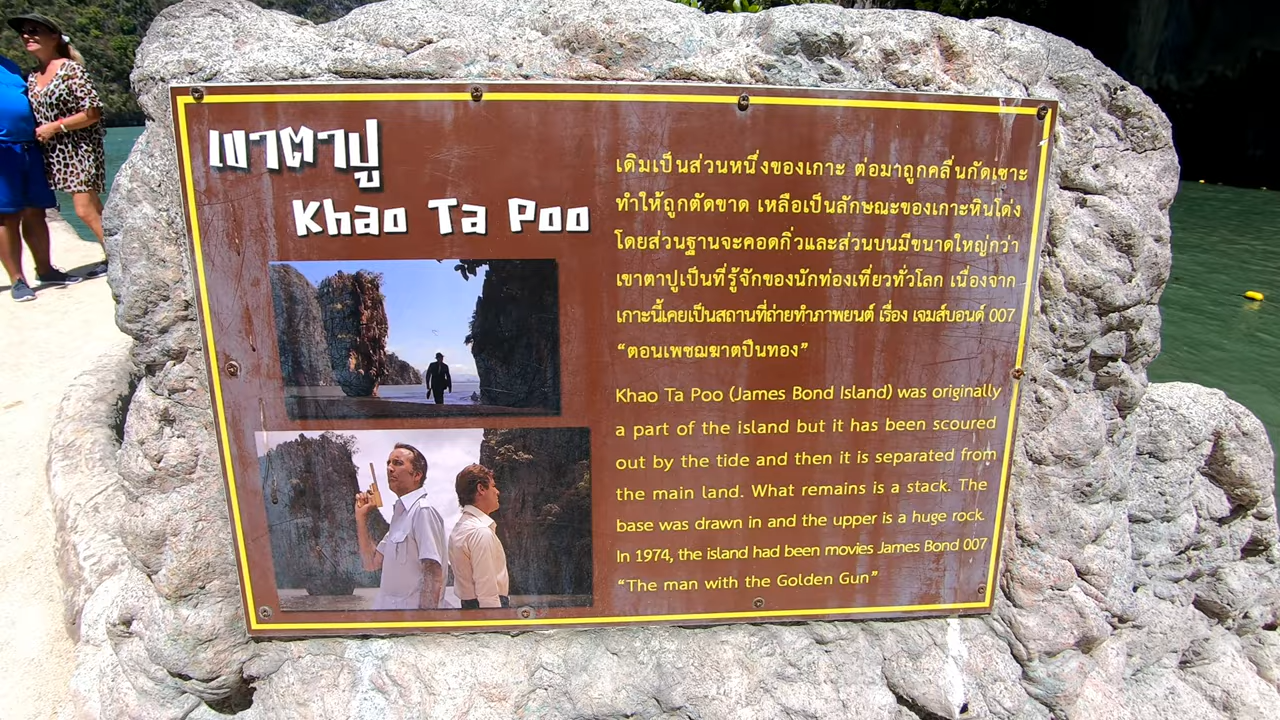 เขาตาปู
Khao Ta Poo
เดิมเป็นส่วนหนึ่งของเกาะ ต่อมาถูกคลื่นกัดเซาะ
ทำให้ถูกตัดขาด เหลือเป็นลักษณะของเกาะหินโด่ง
โดยส่วนฐานจะคอดกิ่วและส่วนบนมีขนาดใหญ่กว่า
เขาตาปูเป็นที่รู้จักของนักท่องเที่ยวทั่วโลก เนื่องจาก
เกาะนี้เคยเป็นสถานที่ถ่ายทำภาพยนต์ เรื่อง เจมส์บอนด์ 007
“ตอนเพชฌฆาตปืนทอง”
Khao Ta Poo (James Bond Island) was originally
a part of the island but it has been scoured
out by the tide and then it is separated from
the main land. What remains is a stack. The
base was drawn in and the upper is a huge rock.
In 1974, the island had been movies James Bond 007
“The man with the Golden Gun”